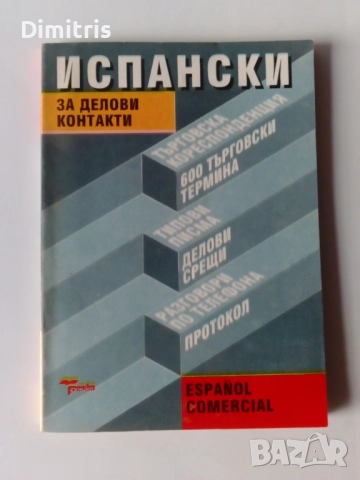 Dimitris
ИСПАНСКИ
ЗА ДЕЛОВИ
КОНТАКТИ
ТЪРГОВСКА
КОРЕСПОНДЕНЦИЯ
600 ТЪРГОВСКИ
ТЕРМИНА
ТИПОВИ
ПИСМА
ДЕЛОВИ
СРЕЩИ
РАЗГОВОРИ
ПО ТЕЛЕФОНА
ПРОТОКОЛ
ESPAÑOL
COMERCIAL
BAZAR
bg